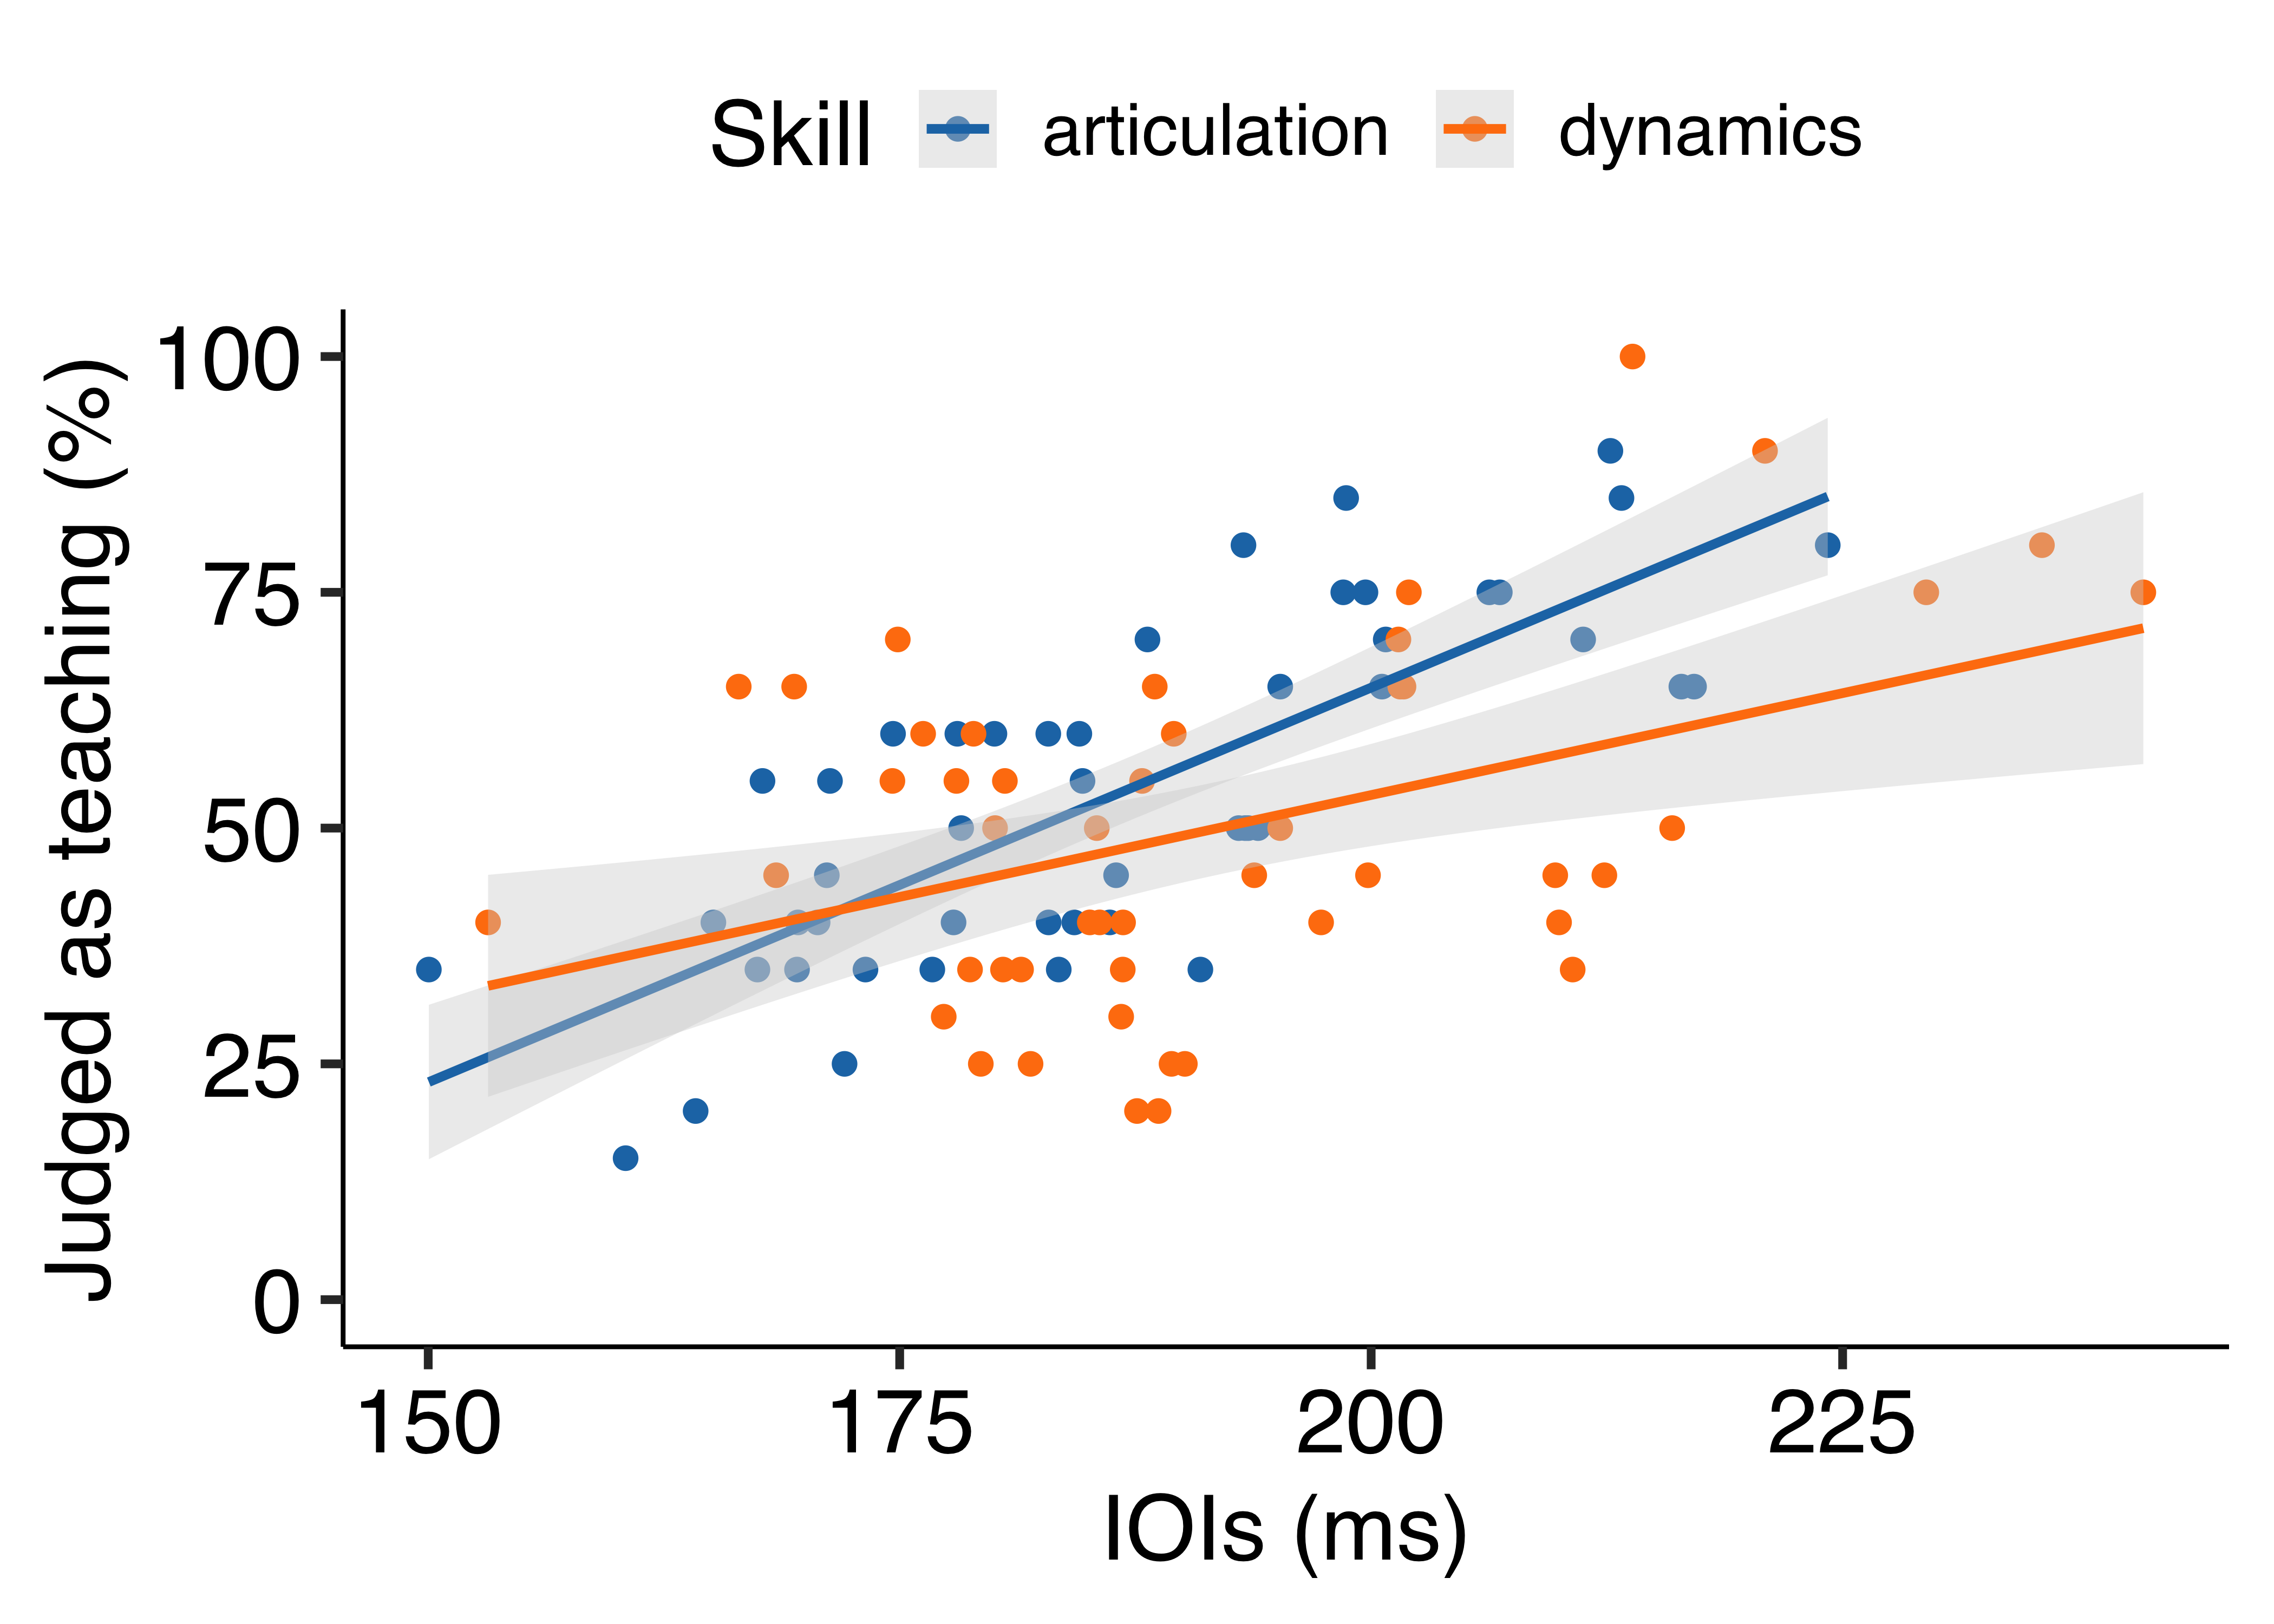 Skill articulation dynamics
Judged as teaching (%)
100
75
50
25
0
150 175 200 225
IOIs (ms)